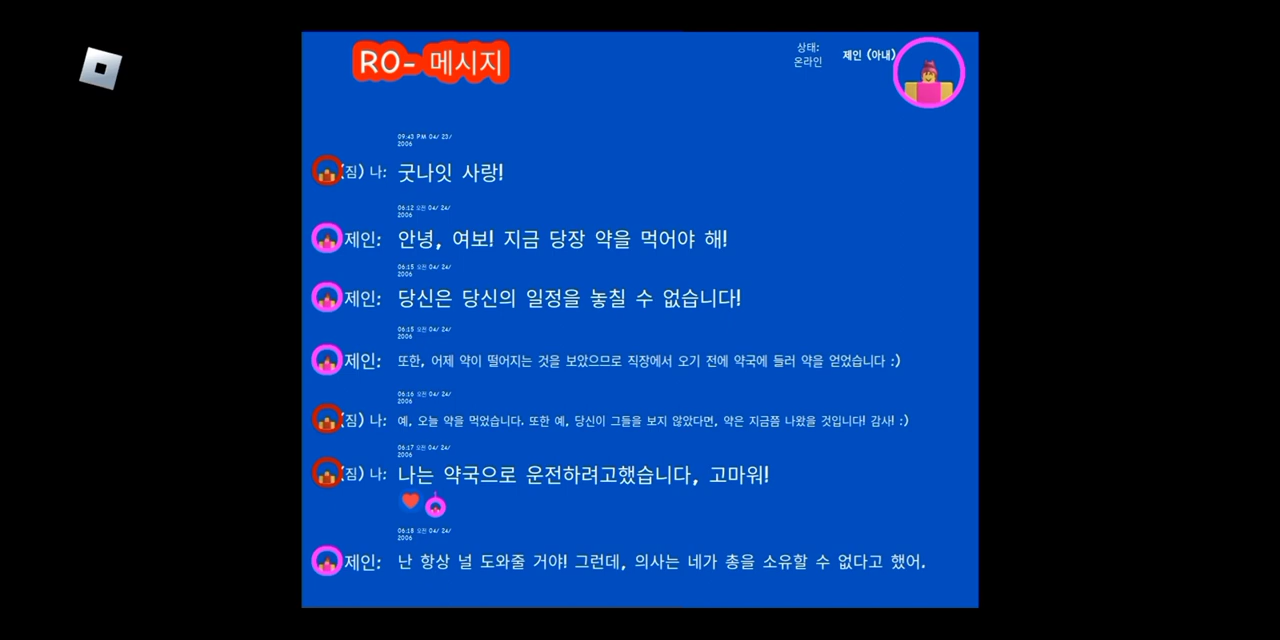 RO- 메시지
상태:
온라인
제인 (아내)
09:43 PM 04/ 23/
2006
(짐) 나: 굿나잇 사랑!
06:12 오전 04/ 24/
2006
제인: 안녕, 여보! 지금 당장 약을 먹어야 해!
06:15 오전 04/ 24/
2006
제인: 당신은 당신의 일정을 놓칠 수 없습니다!
06:15 오전 04/ 24/
2006
제인: 또한, 어제 약이 떨어지는 것을 보았으므로 직장에서 오기 전에 약국에 들러 약을 얻었습니다 :)
06:16 오전 04/ 24/
2006
(짐) 나: 예, 오늘 약을 먹었습니다. 또한 예, 당신이 그들을 보지 않았다면, 약은 지금쯤 나왔을 것입니다! 감사! :)
06:17 오전 04/ 24/
2006
(짐) 나: 나는 약국으로 운전하려고했습니다, 고마워!
06:18 오전 04/ 24/
2006
제인: 난 항상 널 도와줄 거야! 그런데, 의사는 네가 총을 소유할 수 없다고 했어.